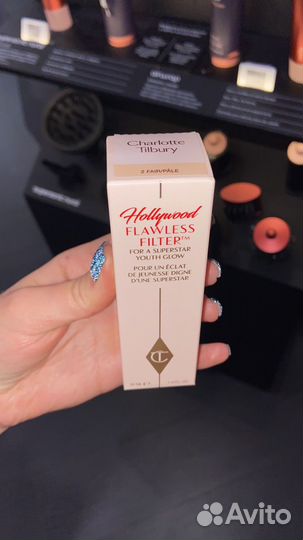 Charlotte
Tilbury
2 FAIR/PÂLE
Hollywood
FLAWLESS
FILTER™
FOR A SUPERSTAR
YOUTH GLOW
POUR UN ÉCLAT
DE JEUNESSE DIGNE
D'UNE SUPERSTAR
CT
Avito